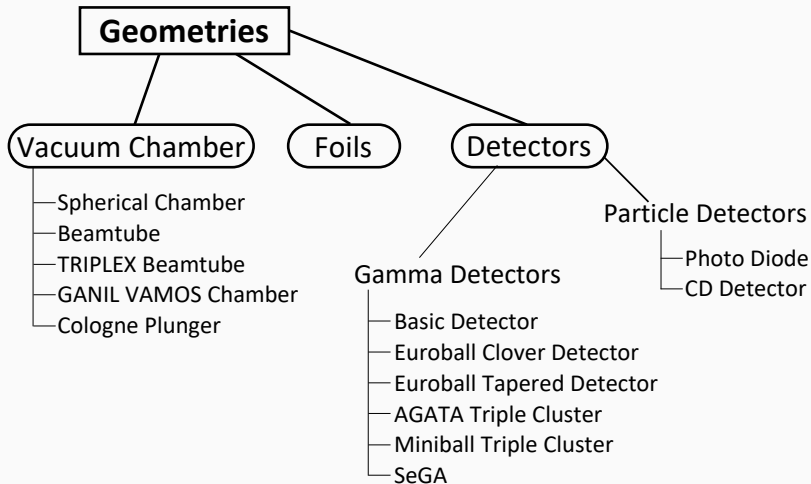 Geometries
Vacuum Chamber
Foils
Detectors
Spherical Chamber
Beamtube
TRIPLEX Beamtube
GANIL VAMOS Chamber
Cologne Plunger
Gamma Detectors
Basic Detector
Euroball Clover Detector
Euroball Tapered Detector
AGATA Triple Cluster
Miniball Triple Cluster
SeGA
Particle Detectors
Photo Diode
CD Detector